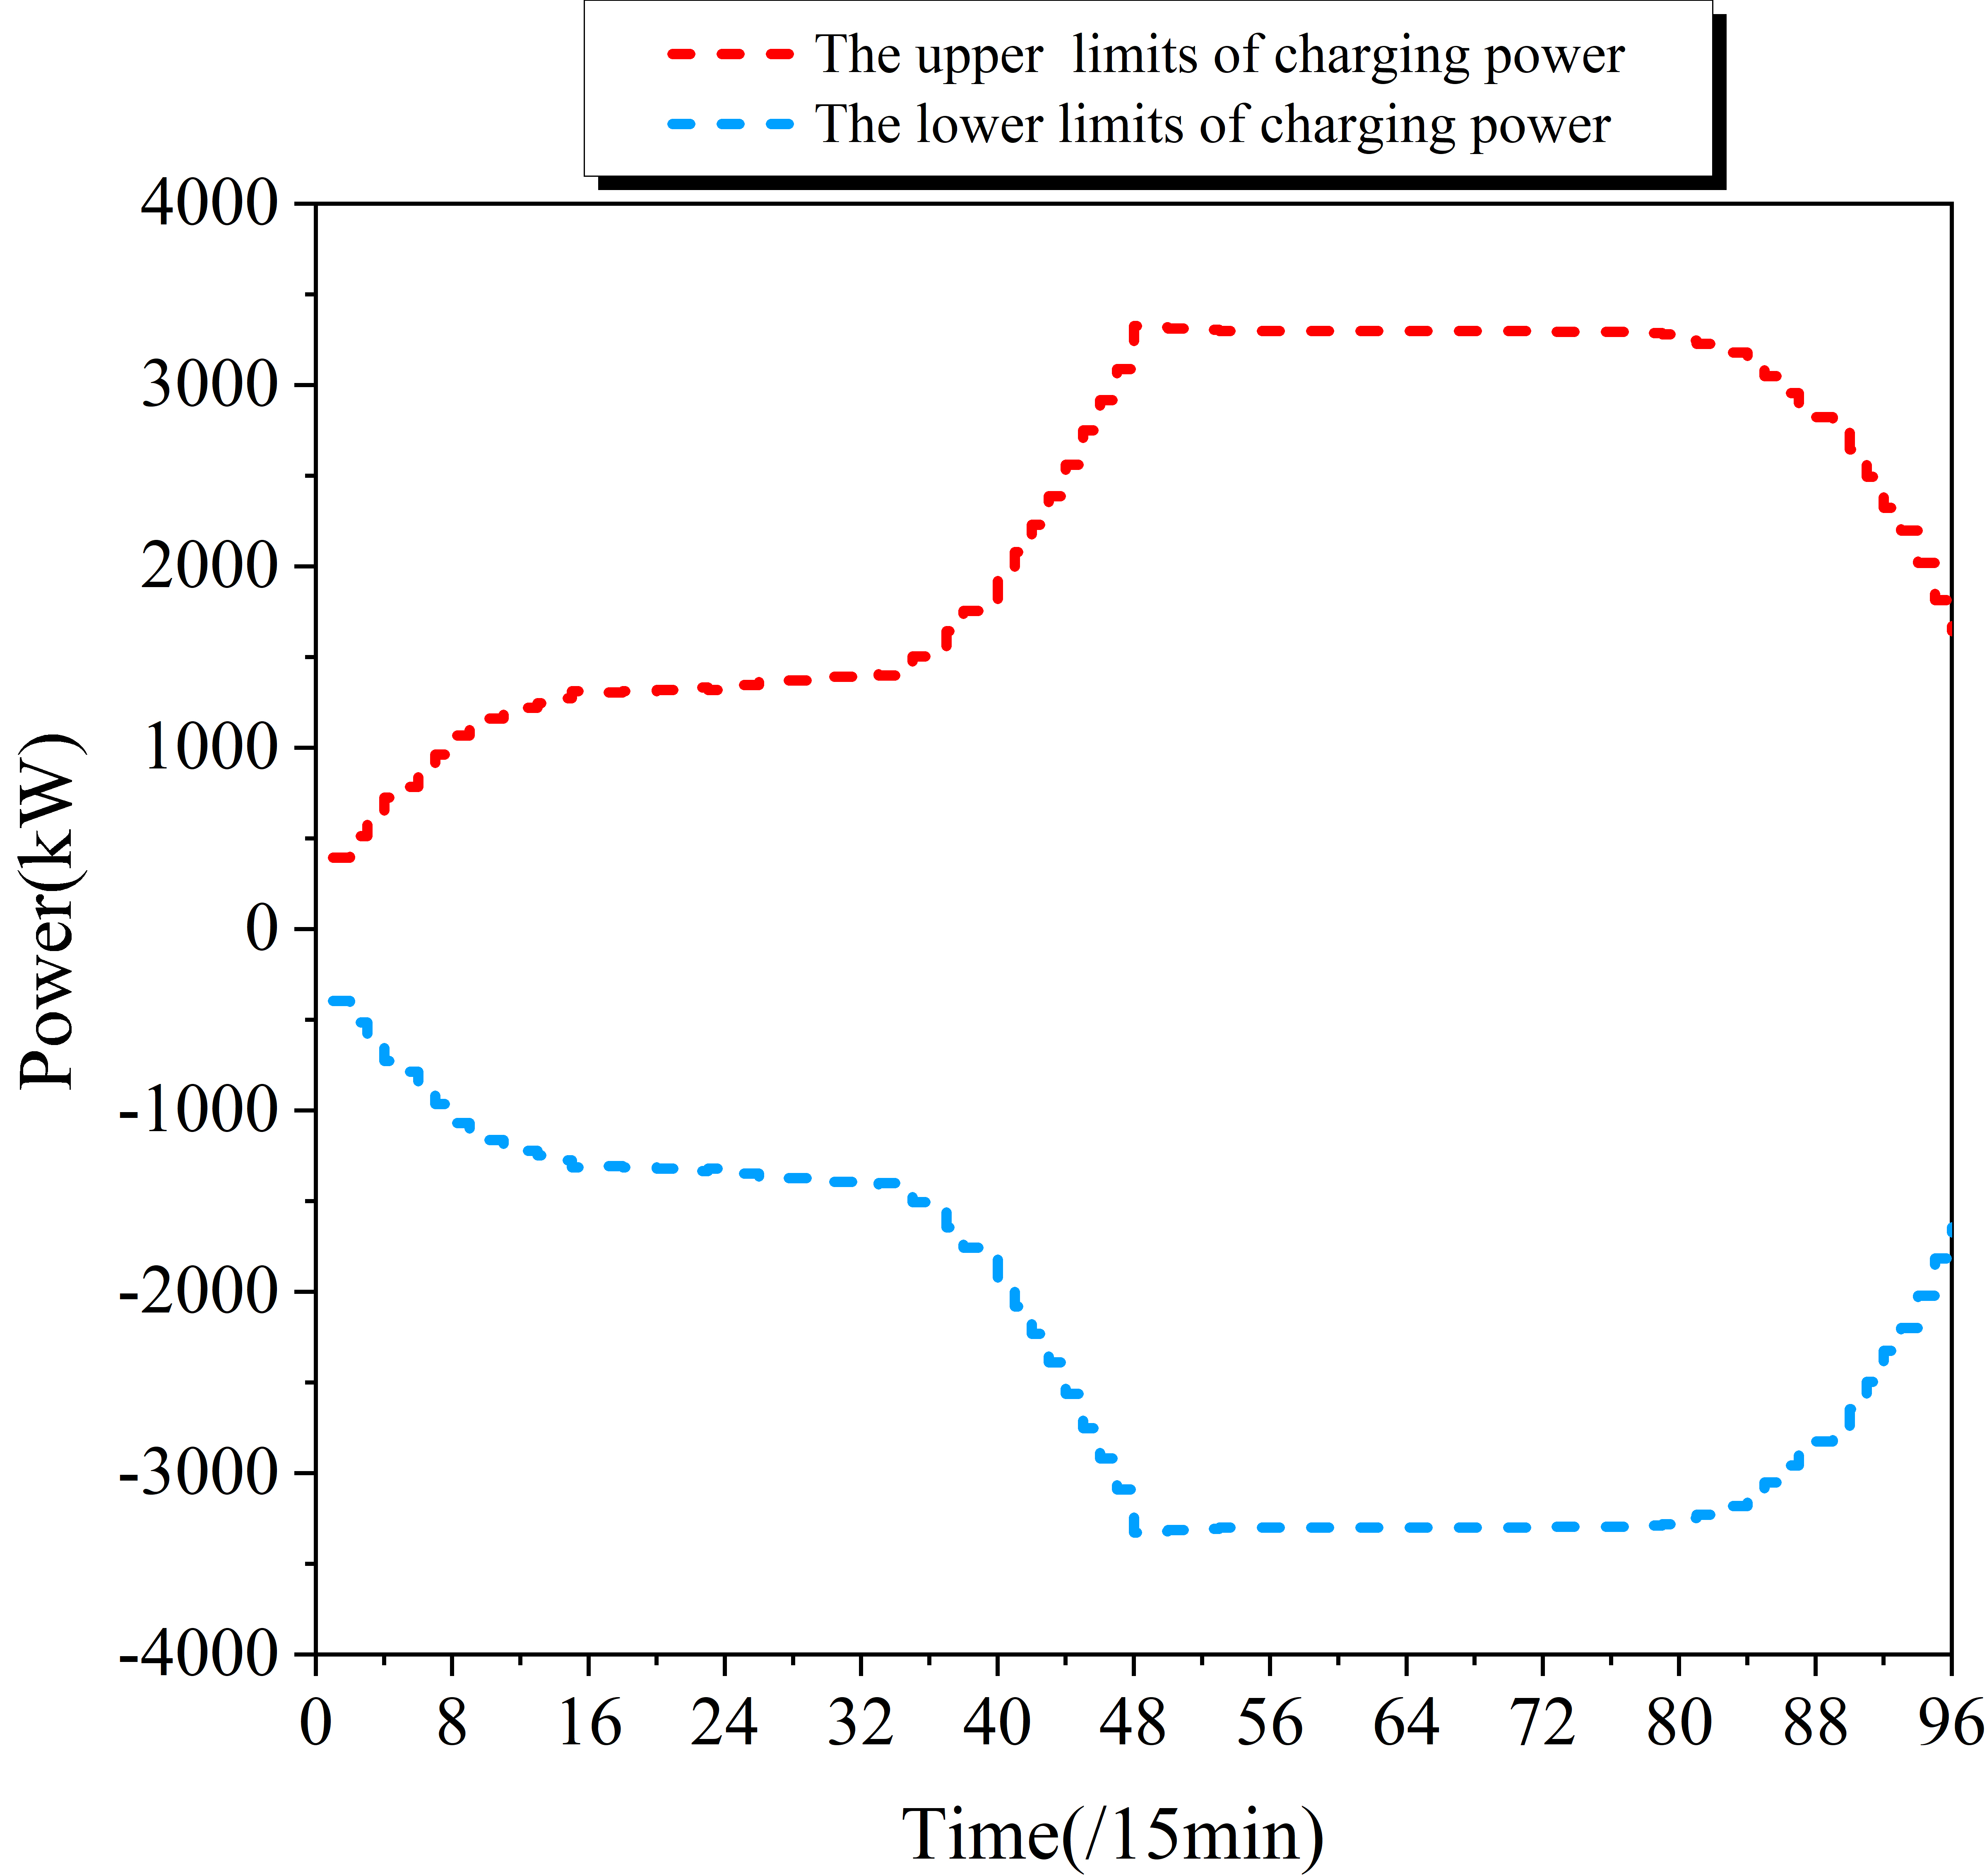 The upper limits of charging power
The lower limits of charging power
4000
3000
2000
1000
0
-1000
-2000
-3000
-4000
Power(kW)
0 8 16 24 32 40 48 56 64 72 80 88 96
Time(/15min)